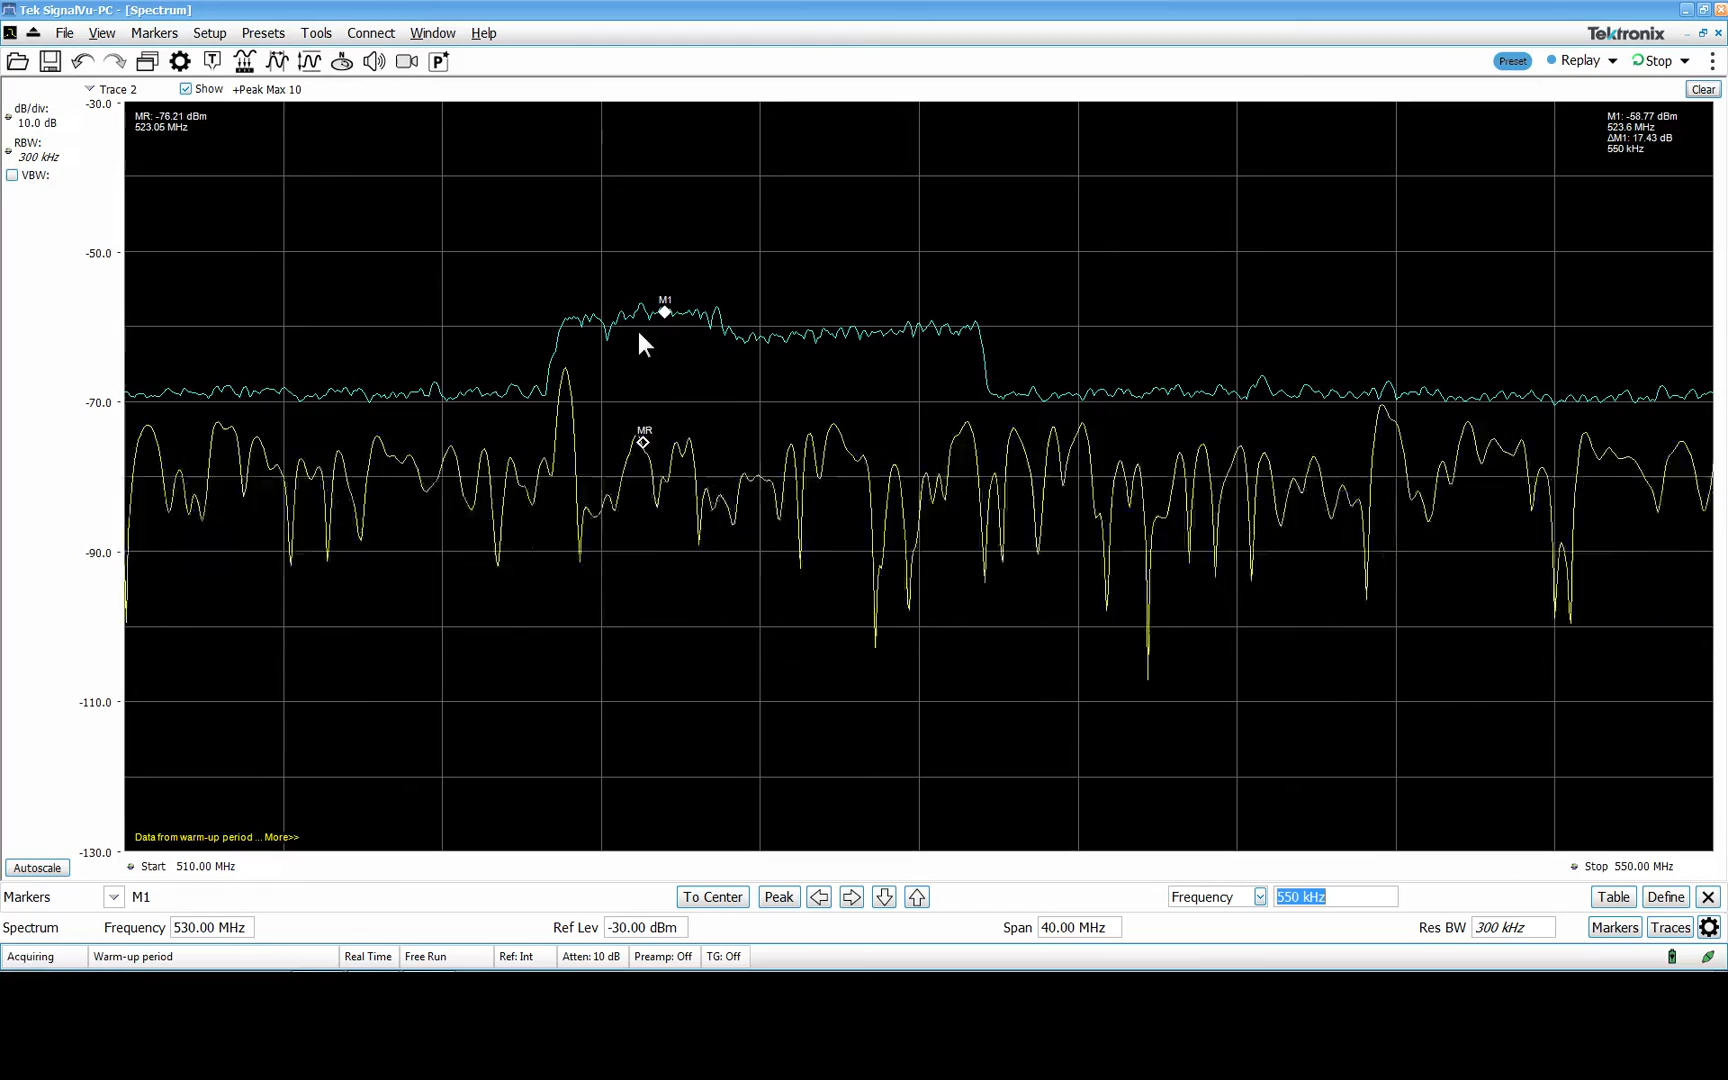 Tek SignalVu-PC - [Spectrum]
File View Markers Setup Presets Tools Connect Window Help
Tektronix
T
P
Preset Replay Stop
Trace 2 Show +Peak Max 10
Clear
dB/div:
10.0 dB
RBW:
300 kHz
VBW:
-30.0
-50.0
-70.0
-90.0
-110.0
-130.0
MR: -76.21 dBm
523.05 MHz
M1: -58.77 dBm
523.6 MHz
ΔM1: 17.43 dB
550 kHz
M1
MR
Data from warm-up period ... More>>
Autoscale
Start 510.00 MHz
Stop 550.00 MHz
Markers M1 To Center Peak Frequency 550 kHz Table Define
Spectrum Frequency 530.00 MHz Ref Lev -30.00 dBm Span 40.00 MHz Res BW 300 kHz Markers Traces
Acquiring Warm-up period Real Time Free Run Ref: Int Atten: 10 dB Preamp: Off TG: Off